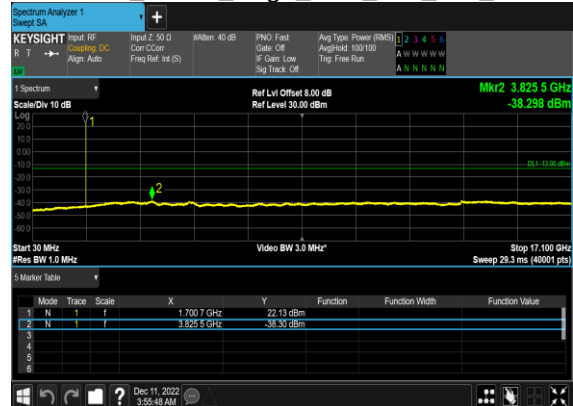 Spectrum Analyzer 1
Swept SA
+
KEYSIGHT Input: RF Input Z: 50 Ω #Atten: 40 dB PNO: Fast Avg Type: Power (RMS) 1 2 3 4 5 6
R T Coupling: DC Corr CCorr Gate: Off Avg|Hold: 100/100 A W W W W W
Align: Auto Freq Ref: Int (S) IF Gain: Low Trig: Free Run
LXI Sig Track: Off A N N N N N
1 Spectrum Ref Lvl Offset 8.00 dB Mkr2 3.825 5 GHz
Scale/Div 10 dB Ref Level 30.00 dBm -38.298 dBm
Log
1
20.0
10.0
0.00
-10.0
DL1 -13.00 dBm
-20.0
-30.0
2
-40.0
-50.0
-60.0
Start 30 MHz Video BW 3.0 MHz* Stop 17.100 GHz
#Res BW 1.0 MHz Sweep 29.3 ms (40001 pts)
5 Marker Table
Mode Trace Scale X Y Function Function Width Function Value
1 N 1 f 1.700 7 GHz 22.13 dBm
2 N 1 f 3.825 5 GHz -38.30 dBm
3
4
5
6
? Dec 11, 2022
3:55:48 AM